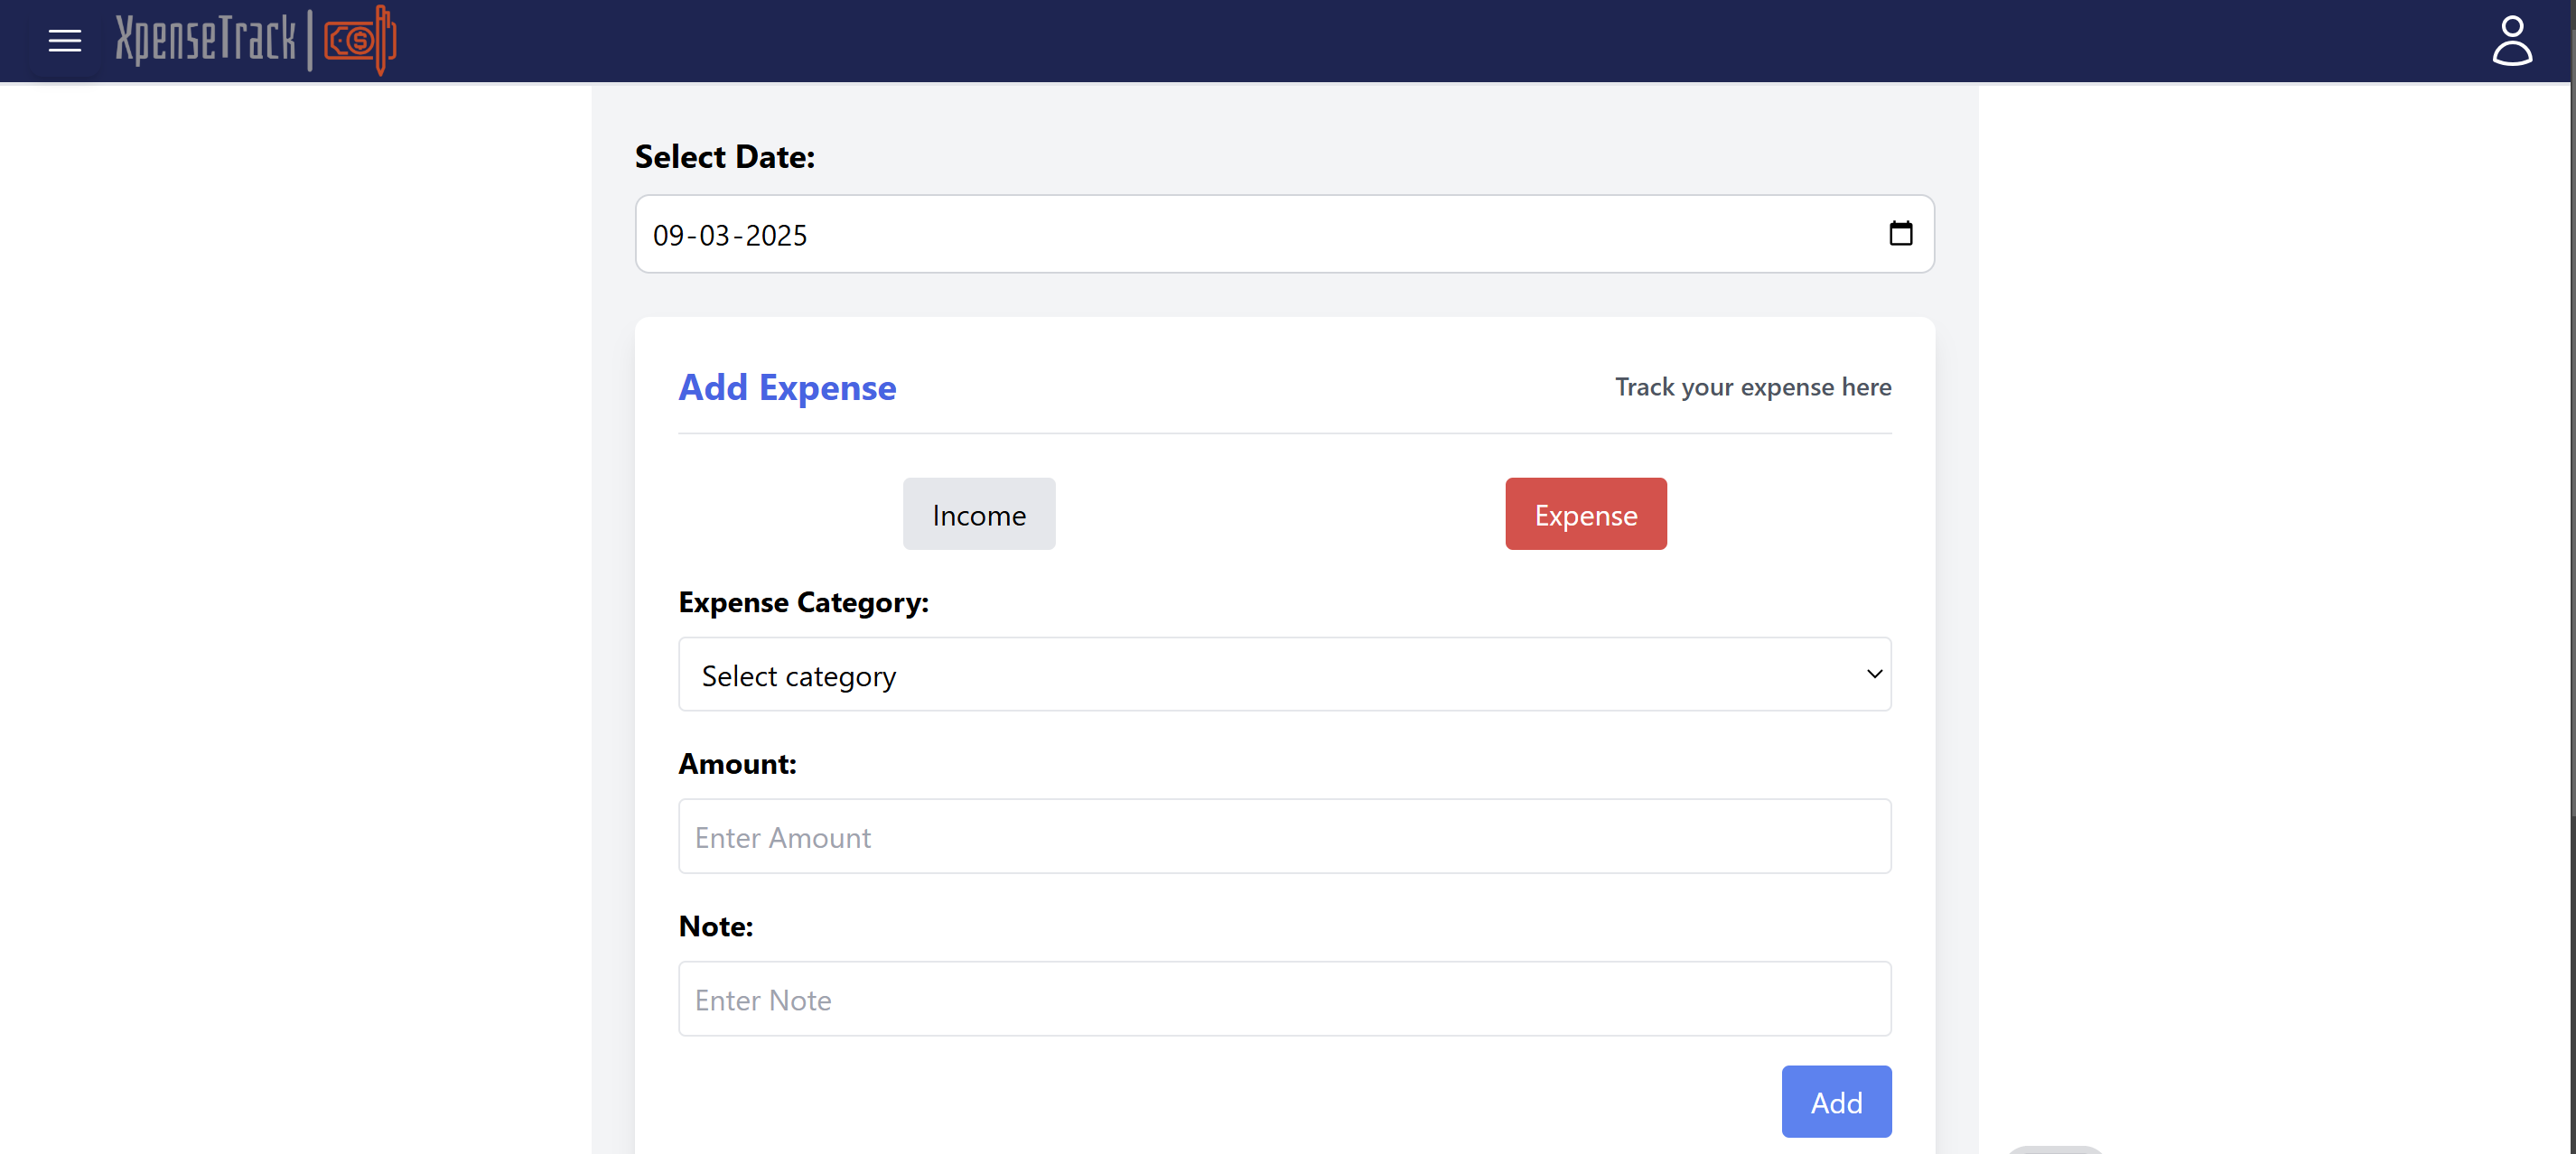 XpenseTrack
Select Date:
09-03-2025
Add Expense
Track your expense here
Income
Expense
Expense Category:
Select category
Amount:
Enter Amount
Note:
Enter Note
Add